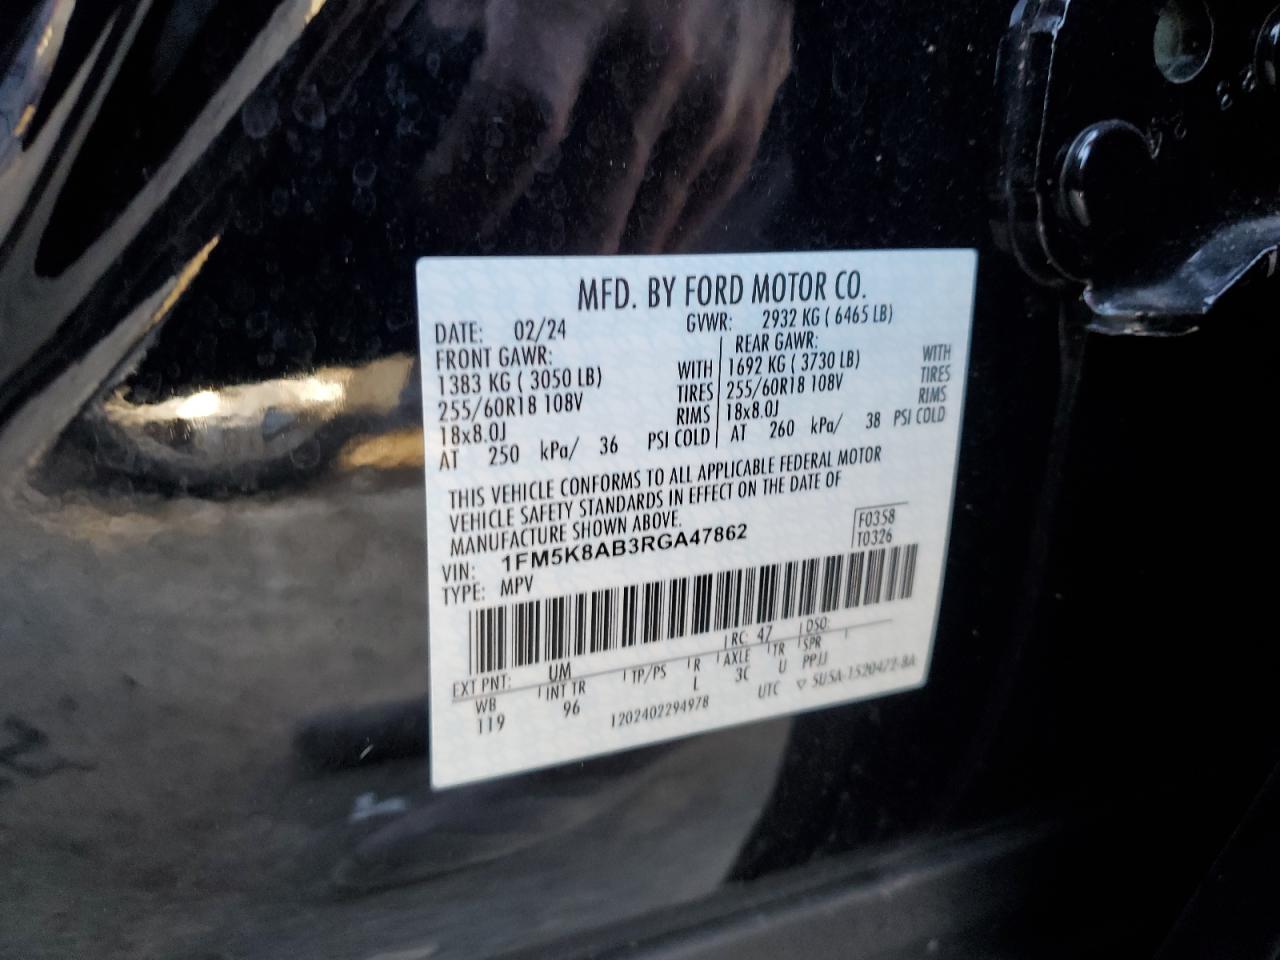 MFD. BY FORD MOTOR CO.
DATE: 02/24 GVWR: 2932 KG ( 6465 LB)
FRONT GAWR: REAR GAWR:
1383 KG ( 3050 LB) WITH 1692 KG ( 3730 LB) WITH
255/60R18 108V TIRES 255/60R18 108V TIRES
18x8.0J RIMS 18x8.0J RIMS
AT 250 kPa/ 36 PSI COLD AT 260 kPa/ 38 PSI COLD
THIS VEHICLE CONFORMS TO ALL APPLICABLE FEDERAL MOTOR
VEHICLE SAFETY STANDARDS IN EFFECT ON THE DATE OF
MANUFACTURE SHOWN ABOVE.
VIN: 1FM5K8AB3RGA47862
TYPE: MPV
F0358
T0326
EXT PNT: UM RC: 47 DSO:
WB INT TR TP/PS R AXLE TR SPR
119 96 L 3C U PPJJ
1202402294978 UTC ▽ 5U5A-1520472-BA